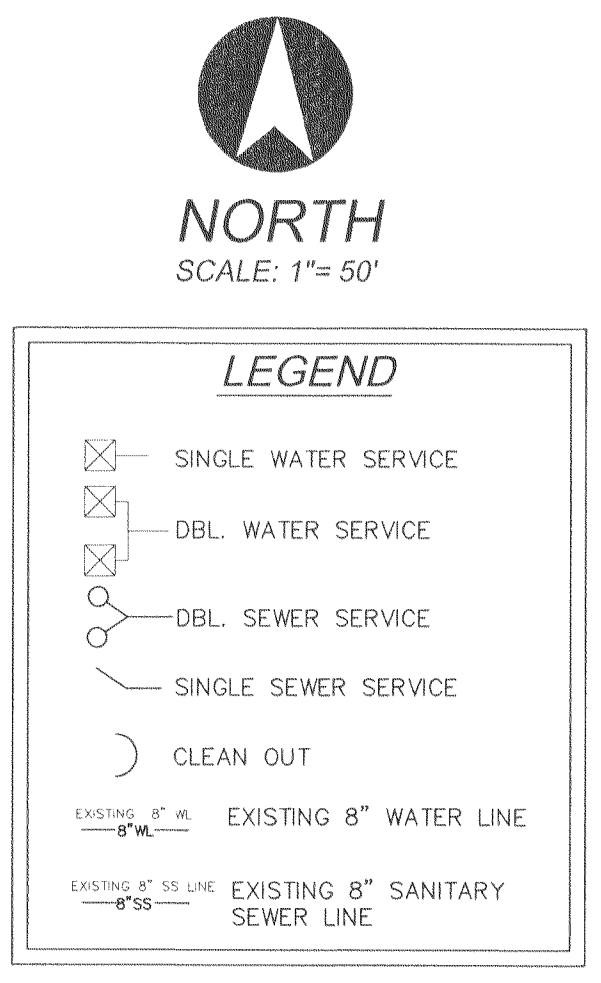 NORTH
SCALE: 1"= 50'
LEGEND
SINGLE WATER SERVICE
DBL. WATER SERVICE
DBL. SEWER SERVICE
SINGLE SEWER SERVICE
CLEAN OUT
EXISTING 8" WL
8"WL
EXISTING 8" WATER LINE
EXISTING 8" SS LINE
8"SS
EXISTING 8" SANITARY
SEWER LINE